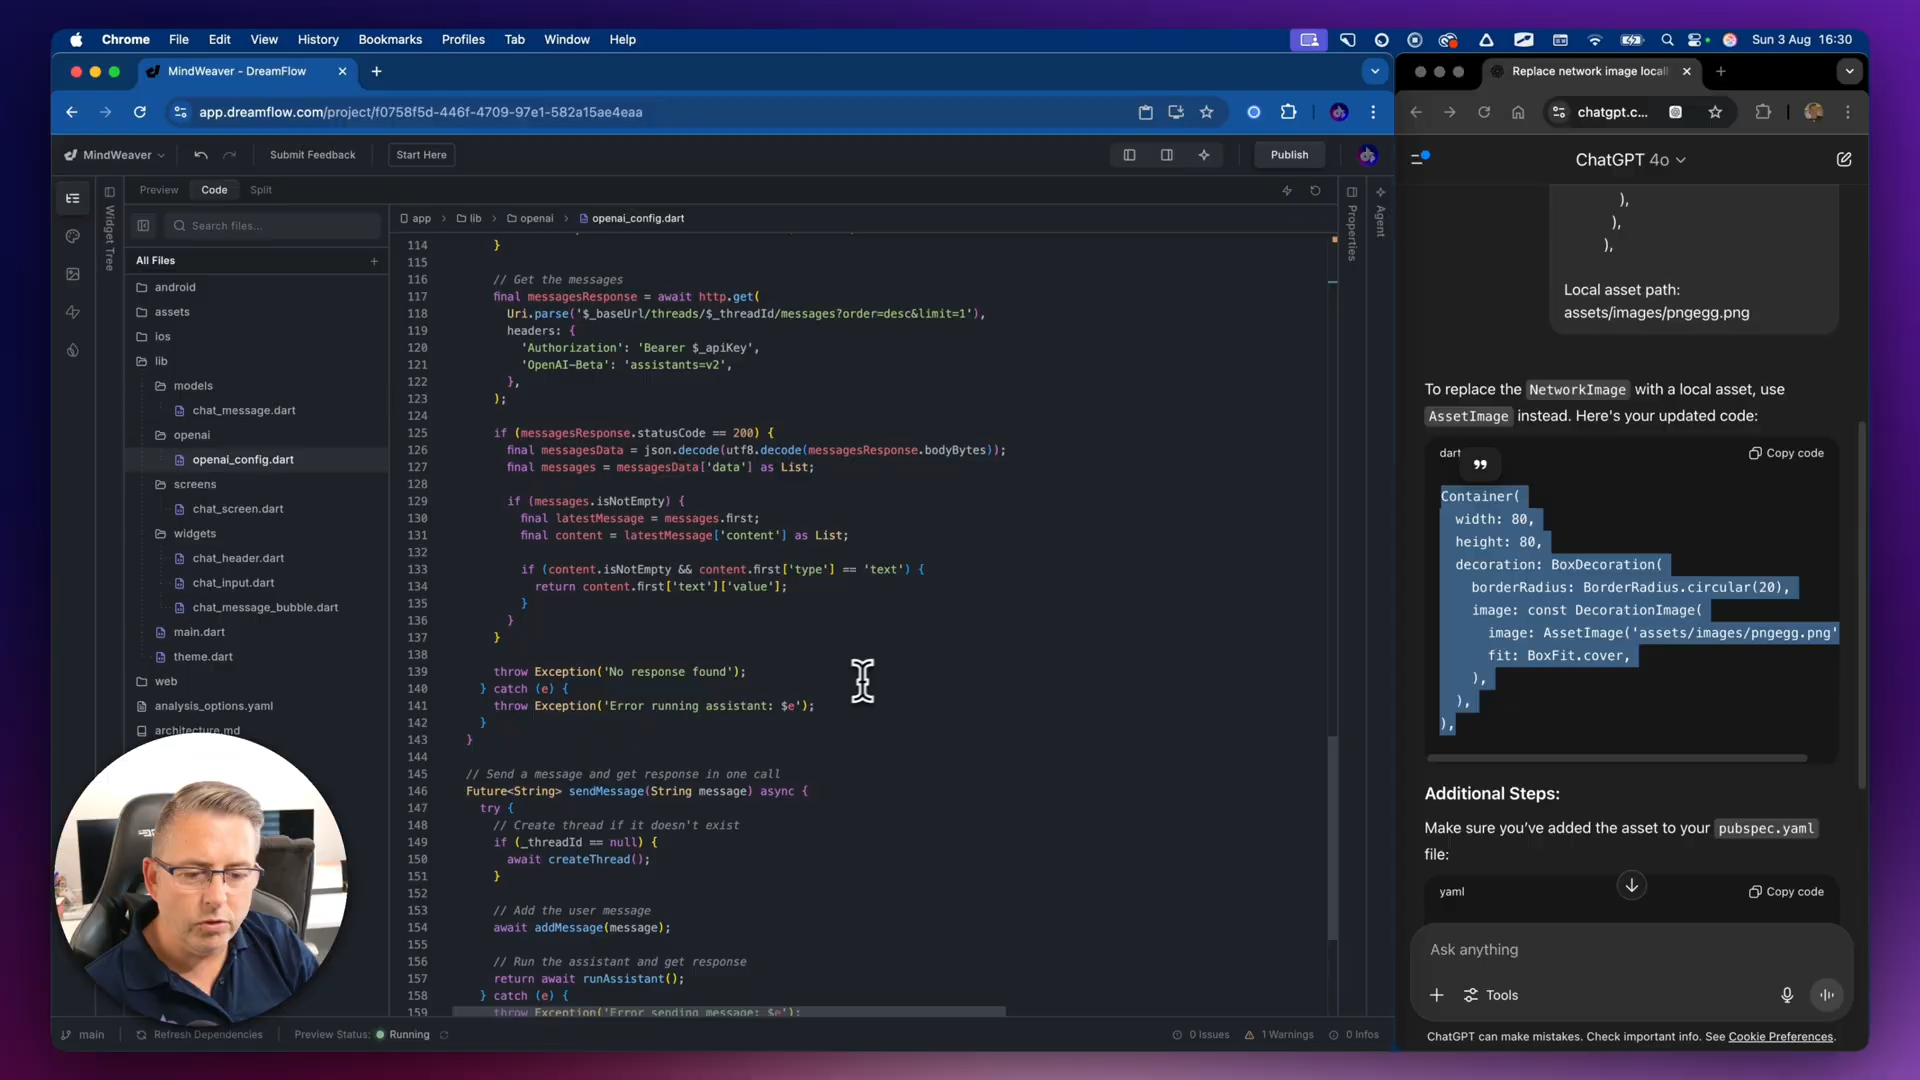 Chrome File Edit View History Bookmarks Profiles Tab Window Help
Sun 3 Aug 16:30
MindWeaver - DreamFlow
app.dreamflow.com/project/f0758f5d-446f-4709-97e1-582a15ae4eaa
MindWeaver
Submit Feedback
Start Here
Publish
Preview
Code
Split
Widget Tree
Search files...
All Files
android
assets
ios
lib
models
chat_message.dart
openai
openai_config.dart
screens
chat_screen.dart
widgets
chat_header.dart
chat_input.dart
chat_message_bubble.dart
main.dart
theme.dart
web
analysis_options.yaml
architecture.md
app > lib > openai > openai_config.dart
114 }
115
116 // Get the messages
117 final messagesResponse = await http.get(
118 Uri.parse('$_baseUrl/threads/$_threadId/messages?order=desc&limit=1'),
119 headers: {
120 'Authorization': 'Bearer $_apiKey',
121 'OpenAI-Beta': 'assistants=v2',
122 },
123 );
124
125 if (messagesResponse.statusCode == 200) {
126 final messagesData = json.decode(utf8.decode(messagesResponse.bodyBytes));
127 final messages = messagesData['data'] as List;
128
129 if (messages.isNotEmpty) {
130 final latestMessage = messages.first;
131 final content = latestMessage['content'] as List;
132
133 if (content.isNotEmpty && content.first['type'] == 'text') {
134 return content.first['text']['value'];
135 }
136 }
137 }
138
139 throw Exception('No response found');
140 } catch (e) {
141 throw Exception('Error running assistant: $e');
142 }
143 }
144
145 // Send a message and get response in one call
146 Future<String> sendMessage(String message) async {
147 try {
148 // Create thread if it doesn't exist
149 if (_threadId == null) {
150 await createThread();
151 }
152
153 // Add the user message
154 await addMessage(message);
155
156 // Run the assistant and get response
157 return await runAssistant();
158 } catch (e) {
159 throw Exception('Error sending message: $e');
Properties
Agent
main
Refresh Dependencies
Preview Status: Running
0 Issues
1 Warnings
0 Infos
Replace network image locall
chatgpt.c...
ChatGPT 4o
),
),
),
Local asset path:
assets/images/pngegg.png
To replace the NetworkImage with a local asset, use
AssetImage instead. Here's your updated code:
dart
Copy code
Container(
width: 80,
height: 80,
decoration: BoxDecoration(
borderRadius: BorderRadius.circular(20),
image: const DecorationImage(
image: AssetImage('assets/images/pngegg.png'
fit: BoxFit.cover,
),
),
),
Additional Steps:
Make sure you've added the asset to your pubspec.yaml
file:
yaml
Copy code
Ask anything
Tools
ChatGPT can make mistakes. Check important info. See Cookie Preferences.